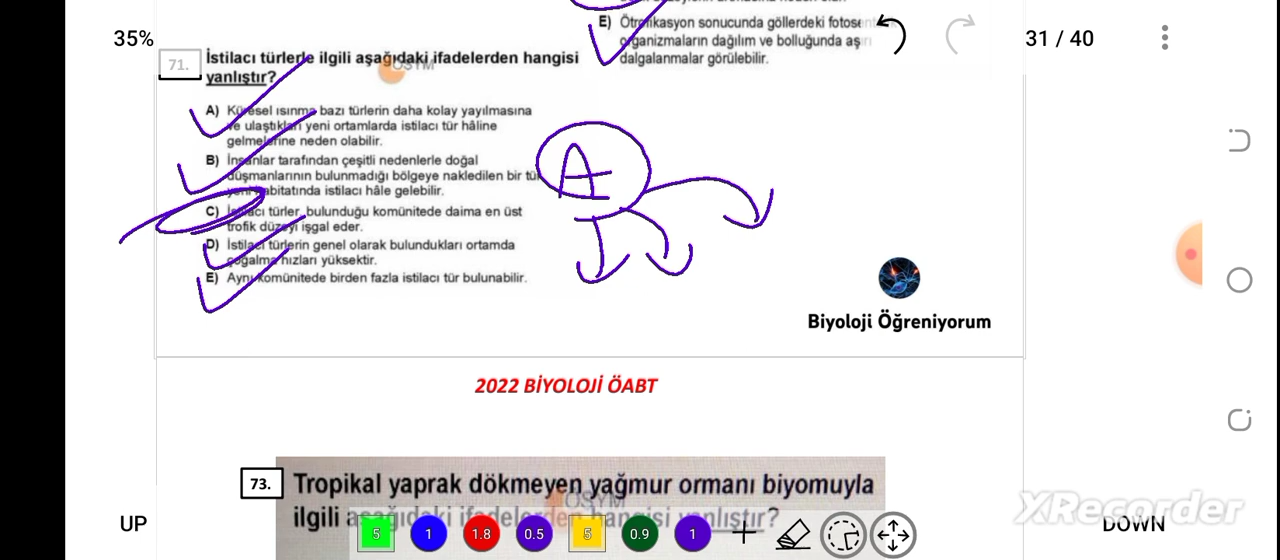 35%
31 / 40
E) Ötrofikasyon sonucunda göllerdeki
organizmaların dağılım ve bolluğunda aşırı
dalgalanmalar görülebilir.
71.
İstilacı türlerle ilgili aşağıdaki ifadelerden hangisi
yanlıştır?
A) Küresel ısınma bazı türlerin daha kolay yayılmasına
ve ulaştıkları yeni ortamlarda istilacı tür hâline
gelmelerine neden olabilir.
B) İnsanlar tarafından çeşitli nedenlerle doğal
düşmanlarının bulunmadığı bölgeye nakledilen bir tür
yeni habitatında istilacı hâle gelebilir.
C) İstilacı türler, bulunduğu komünitede daima en üst
trofik düzeyi işgal eder.
D) İstilacı türlerin genel olarak bulundukları ortamda
çoğalma hızları yüksektir.
E) Aynı komünitede birden fazla istilacı tür bulunabilir.
A
Biyoloji Öğreniyorum
2022 BİYOLOJİ ÖABT
73.
Tropikal yaprak dökmeyen yağmur ormanı biyomuyla
ilgili aşağıdaki ifadelerden hangisi yanlıştır?
ÖSYM
5 1 1.8 0.5 5 0.9 1
UP
DOWN
XRecorder